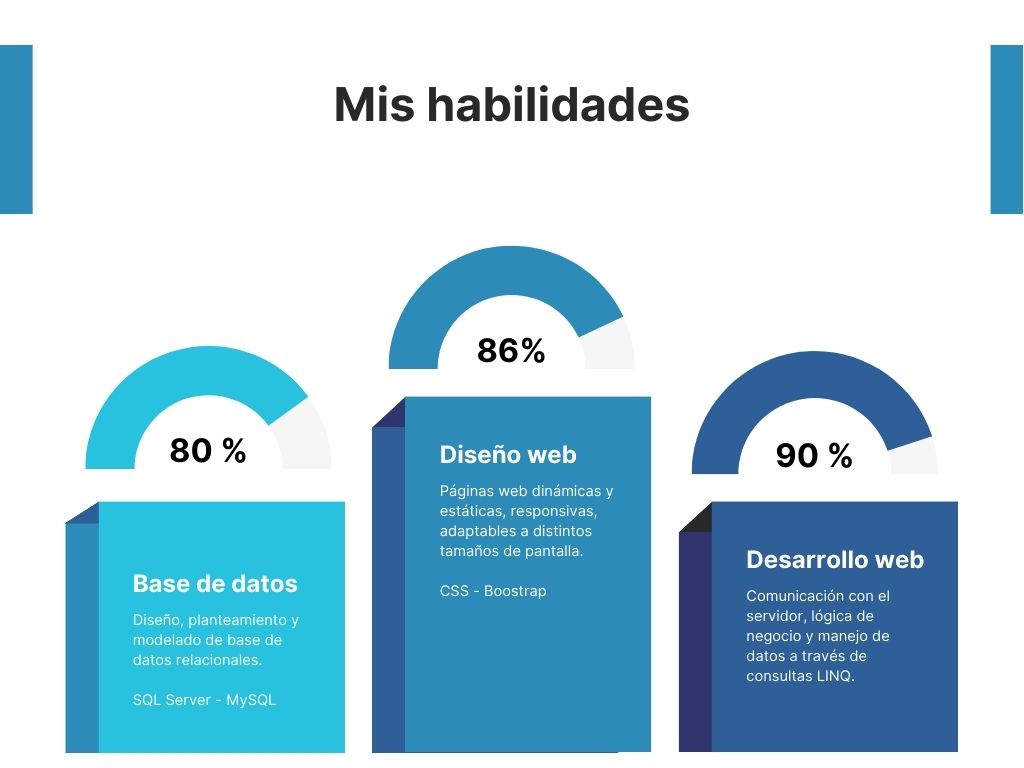 Mis habilidades
80 %
Base de datos
Diseño, planteamiento y
modelado de base de
datos relacionales.
SQL Server - MySQL
86%
Diseño web
Páginas web dinámicas y
estáticas, responsivas,
adaptables a distintos
tamaños de pantalla.
CSS - Boostrap
90 %
Desarrollo web
Comunicación con el
servidor, lógica de
negocio y manejo de
datos a través de
consultas LINQ.